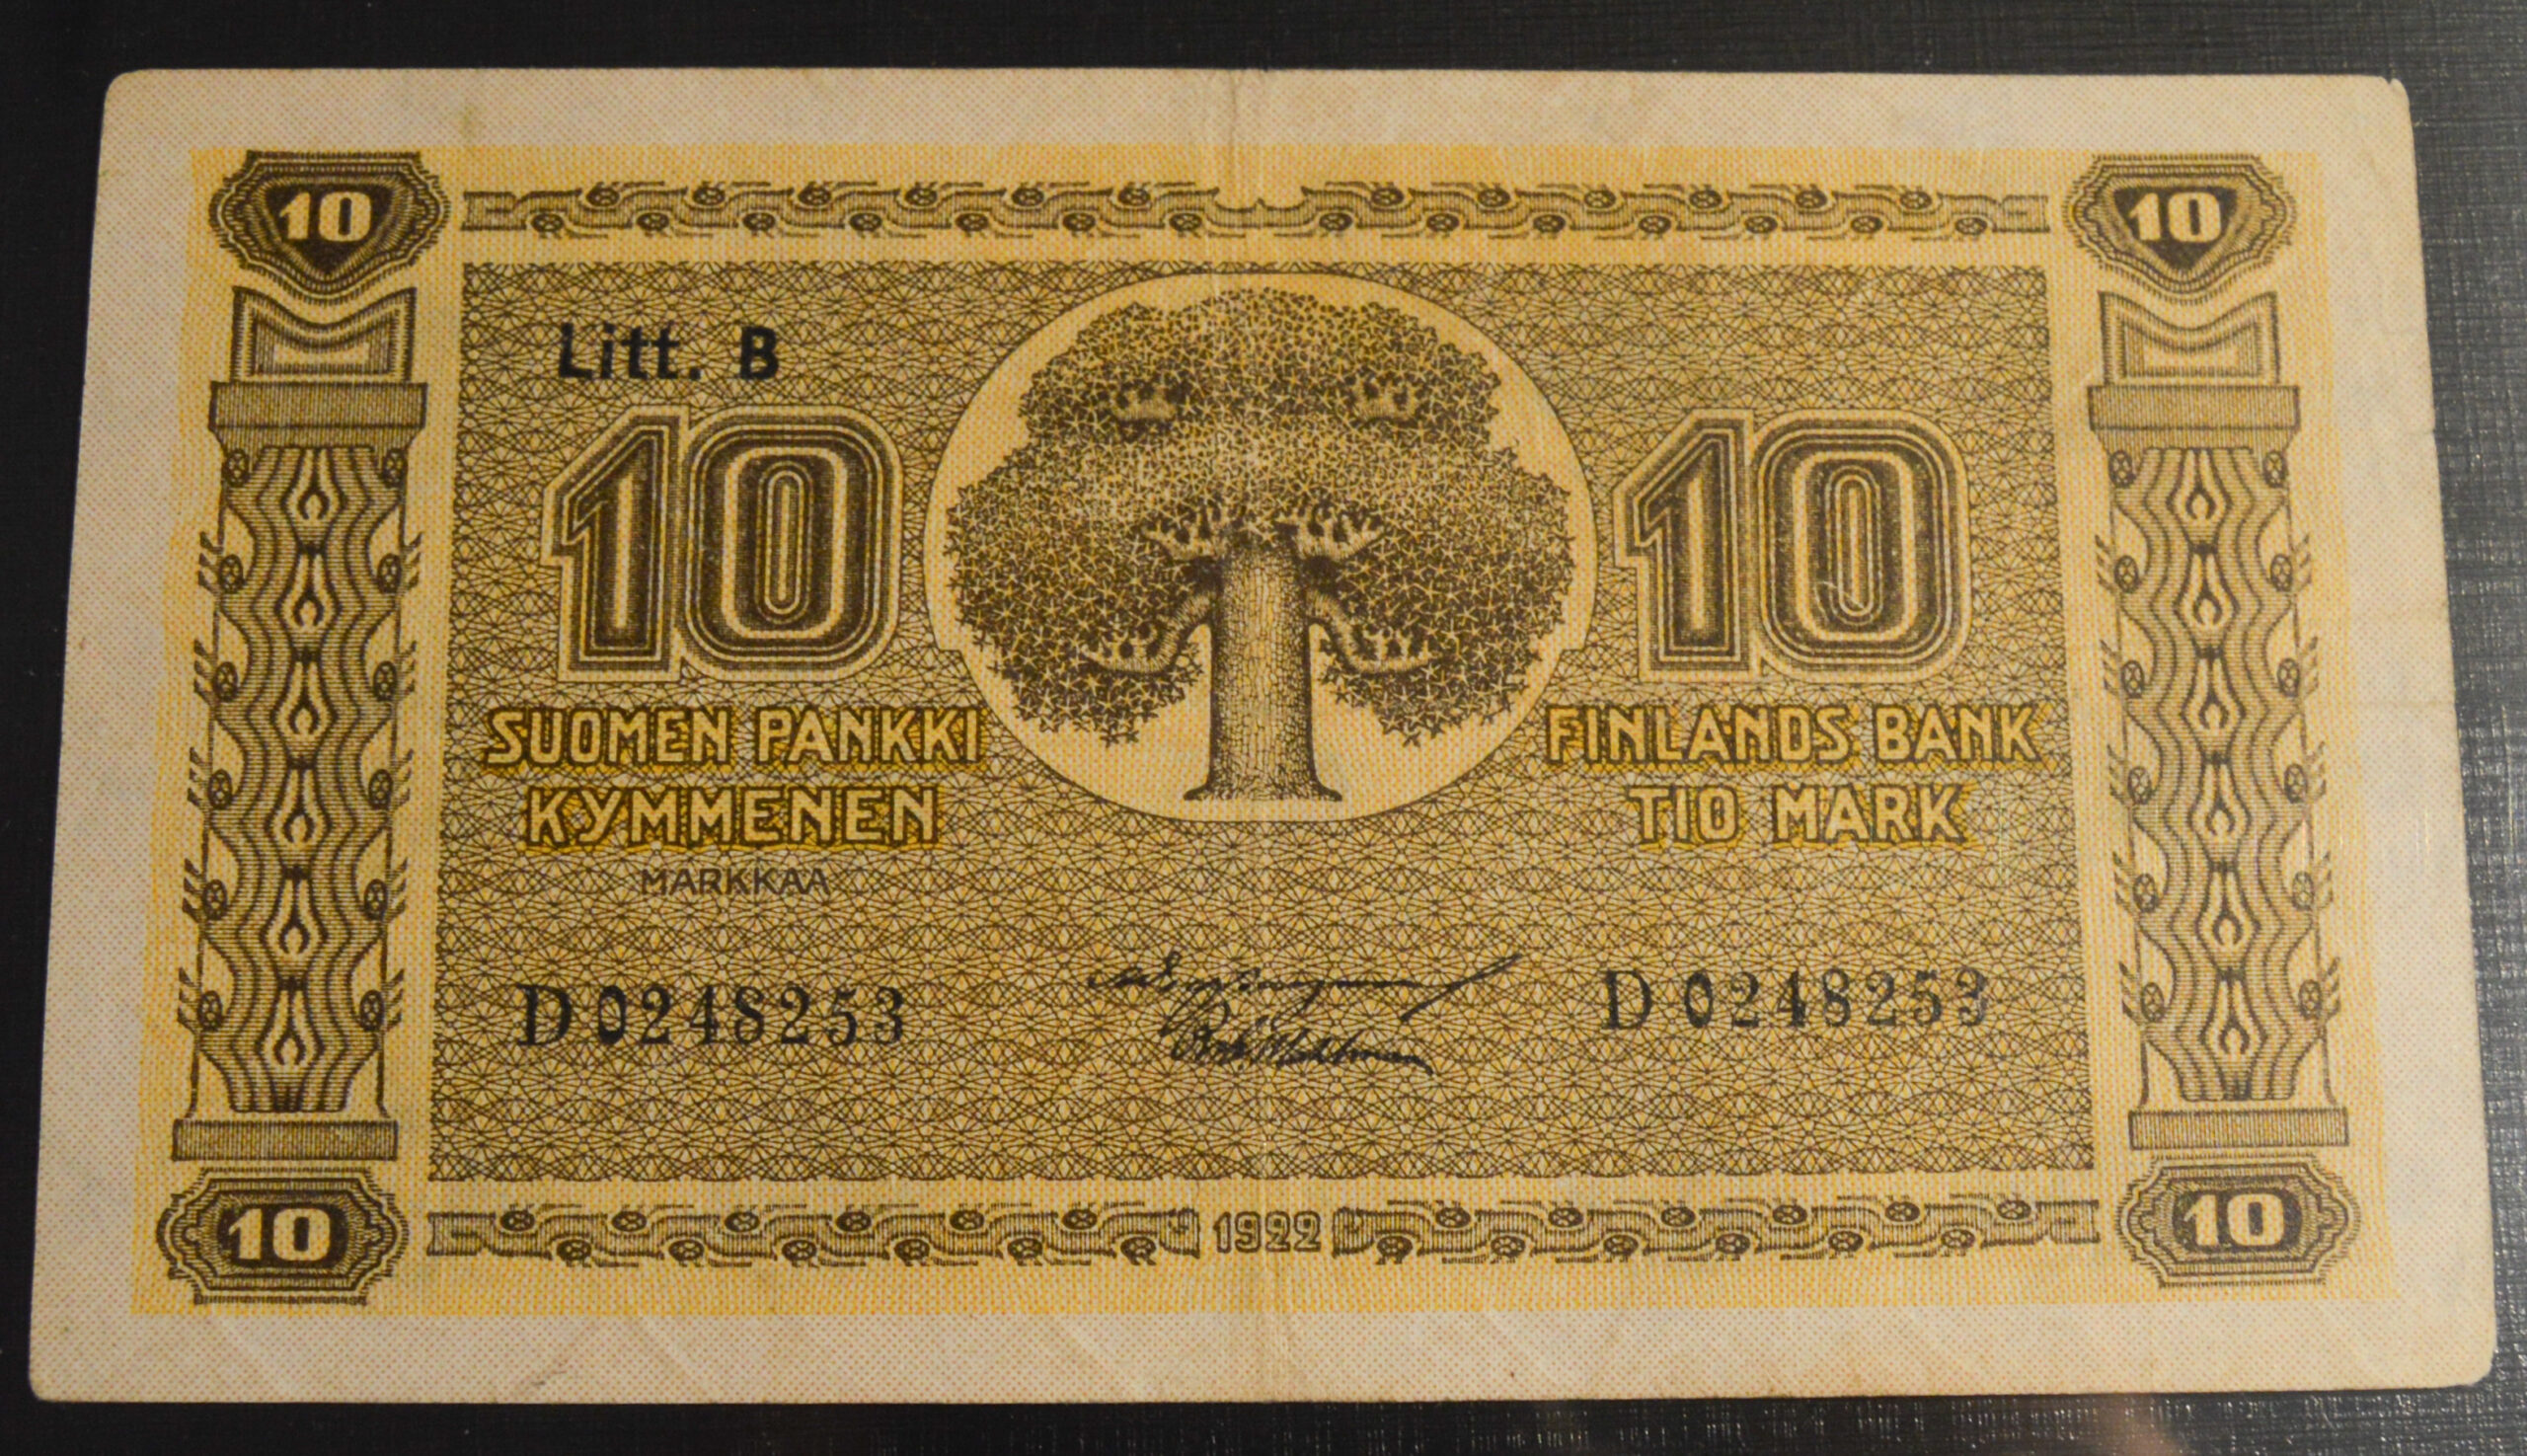 10 10
Litt. B
10 10
SUOMEN PANKKI FINLANDS BANK
KYMMENEN TIO MARK
MARKKAA
D 0248253 D 0248253
10 1922 10